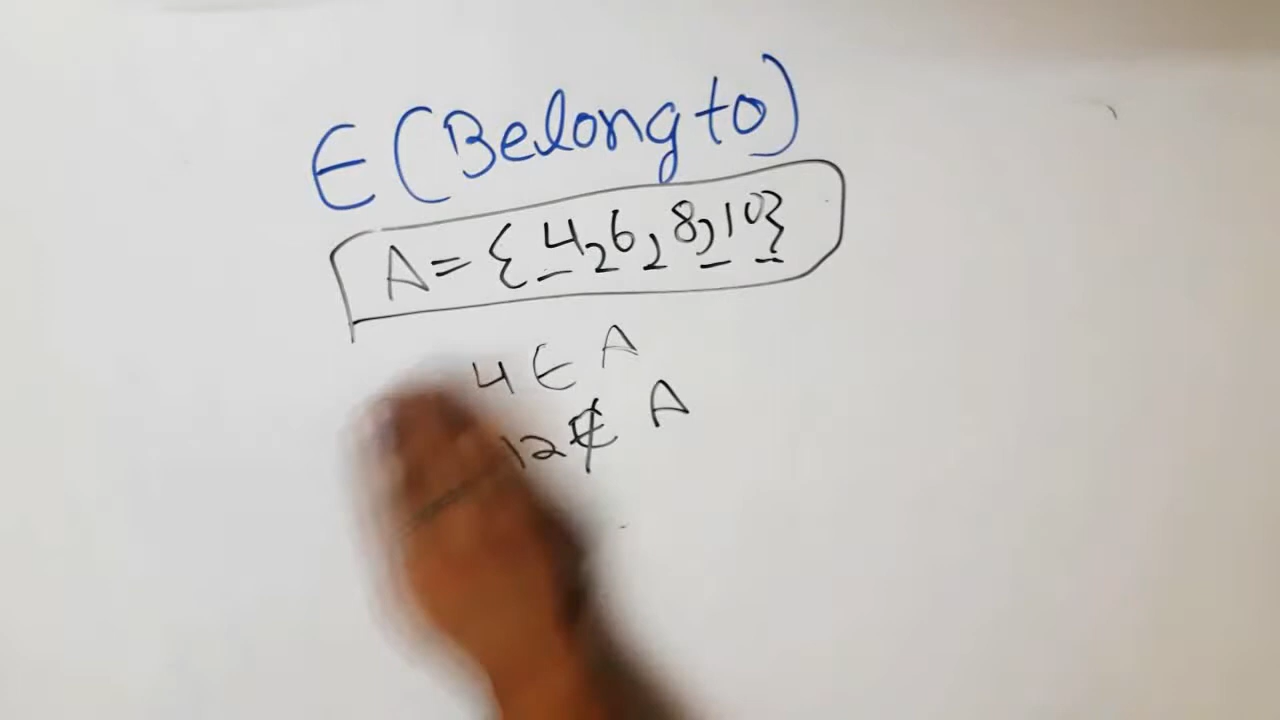 ∈ (Belong to)
A = {4, 6, 8, 10}
4 ∈ A
12 ∉ A